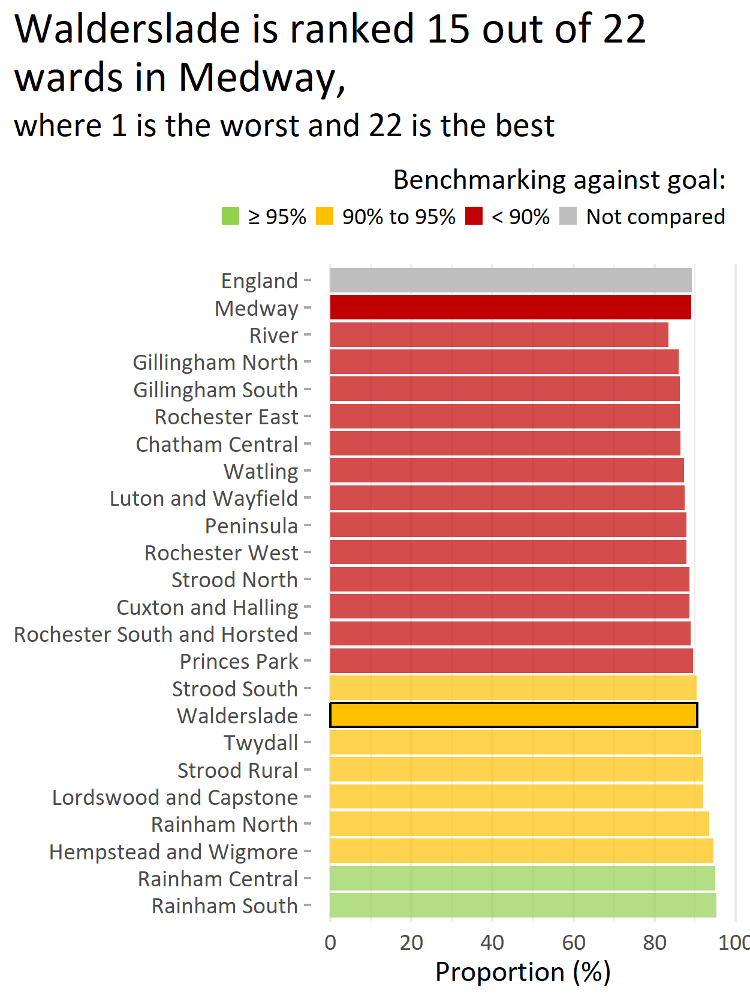 Walderslade is ranked 15 out of 22
wards in Medway,
where 1 is the worst and 22 is the best
Benchmarking against goal:
≥ 95% 90% to 95% < 90% Not compared
England
Medway
River
Gillingham North
Gillingham South
Rochester East
Chatham Central
Watling
Luton and Wayfield
Peninsula
Rochester West
Strood North
Cuxton and Halling
Rochester South and Horsted
Princes Park
Strood South
Walderslade
Twydall
Strood Rural
Lordswood and Capstone
Rainham North
Hempstead and Wigmore
Rainham Central
Rainham South
0 20 40 60 80 100
Proportion (%)